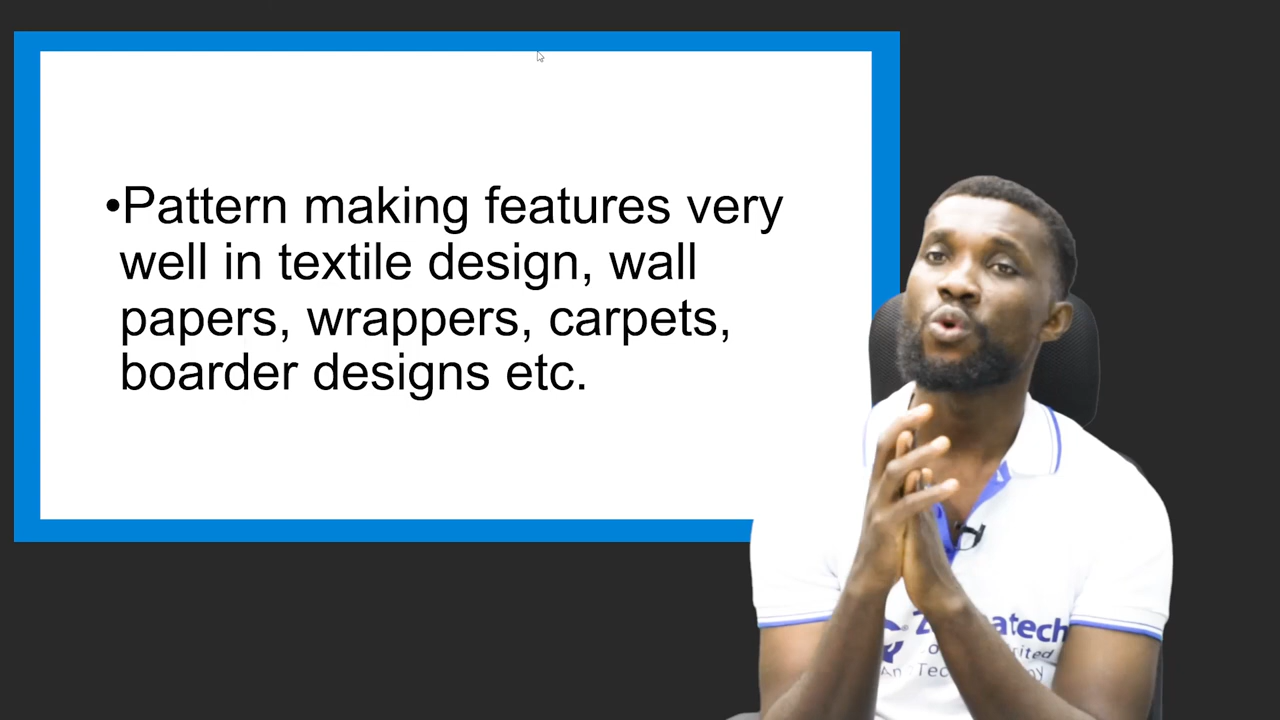 •Pattern making features very
well in textile design, wall
papers, wrappers, carpets,
boarder designs etc.